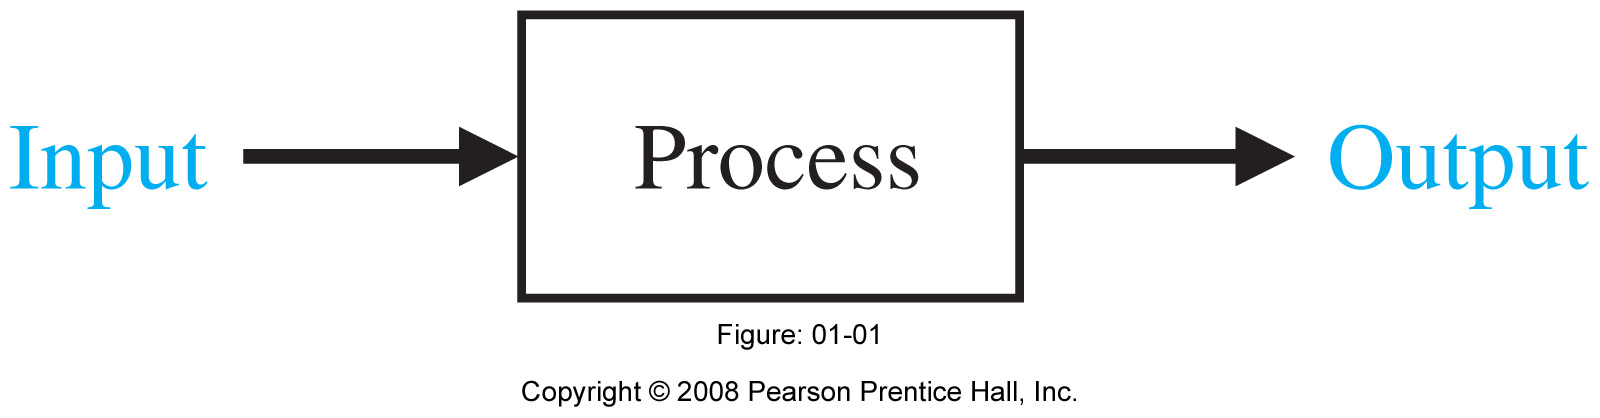 Input Process Output
Figure: 01-01
Copyright © 2008 Pearson Prentice Hall, Inc.